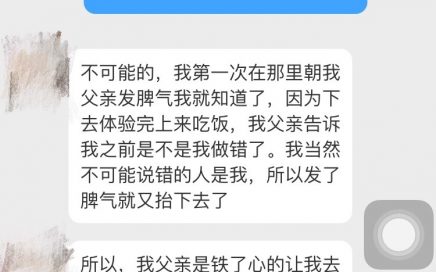 不可能的，我第一次在那里朝我
父亲发脾气我就知道了，因为下
去体验完上来吃饭，我父亲告诉
我之前是不是我做错了。我当然
不可能说错的人是我，所以发了
脾气就又抬下去了
所以，我父亲是铁了心的让我去